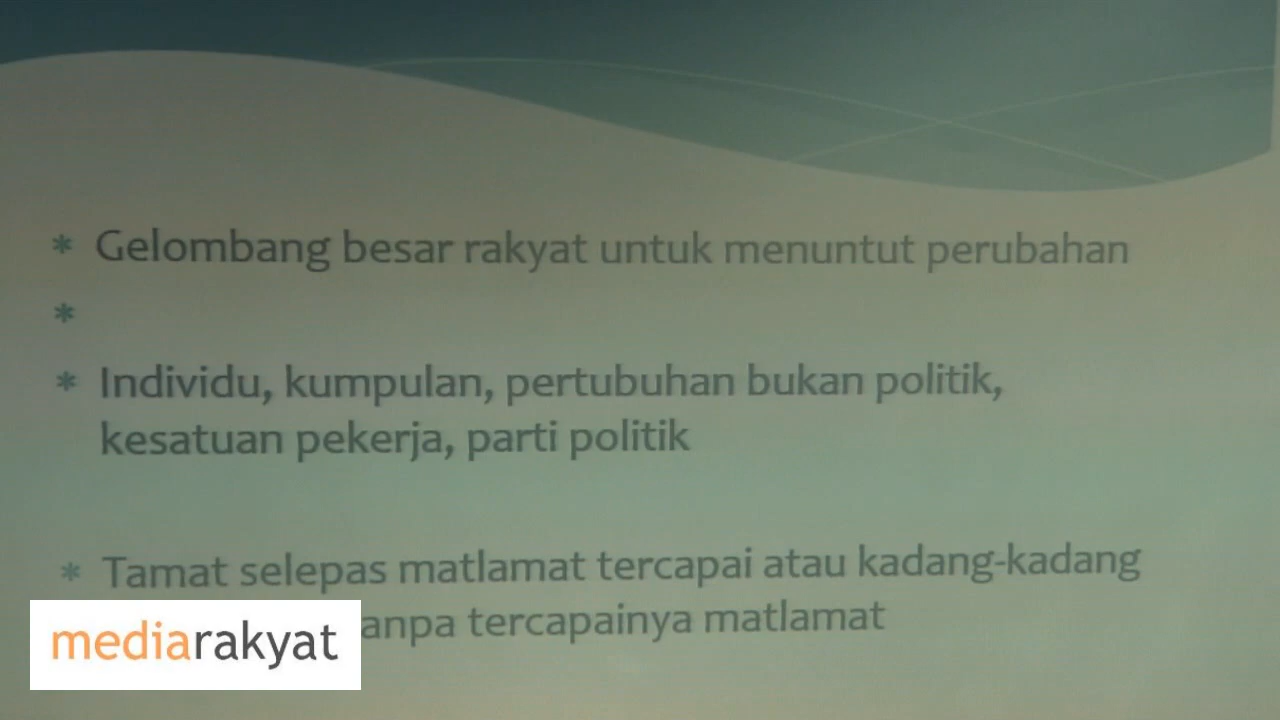 * Gelombang besar rakyat untuk menuntut perubahan
*
* Individu, kumpulan, pertubuhan bukan politik,
kesatuan pekerja, parti politik
* Tamat selepas matlamat tercapai atau kadang-kadang
tercapainya matlamat
mediarakyat